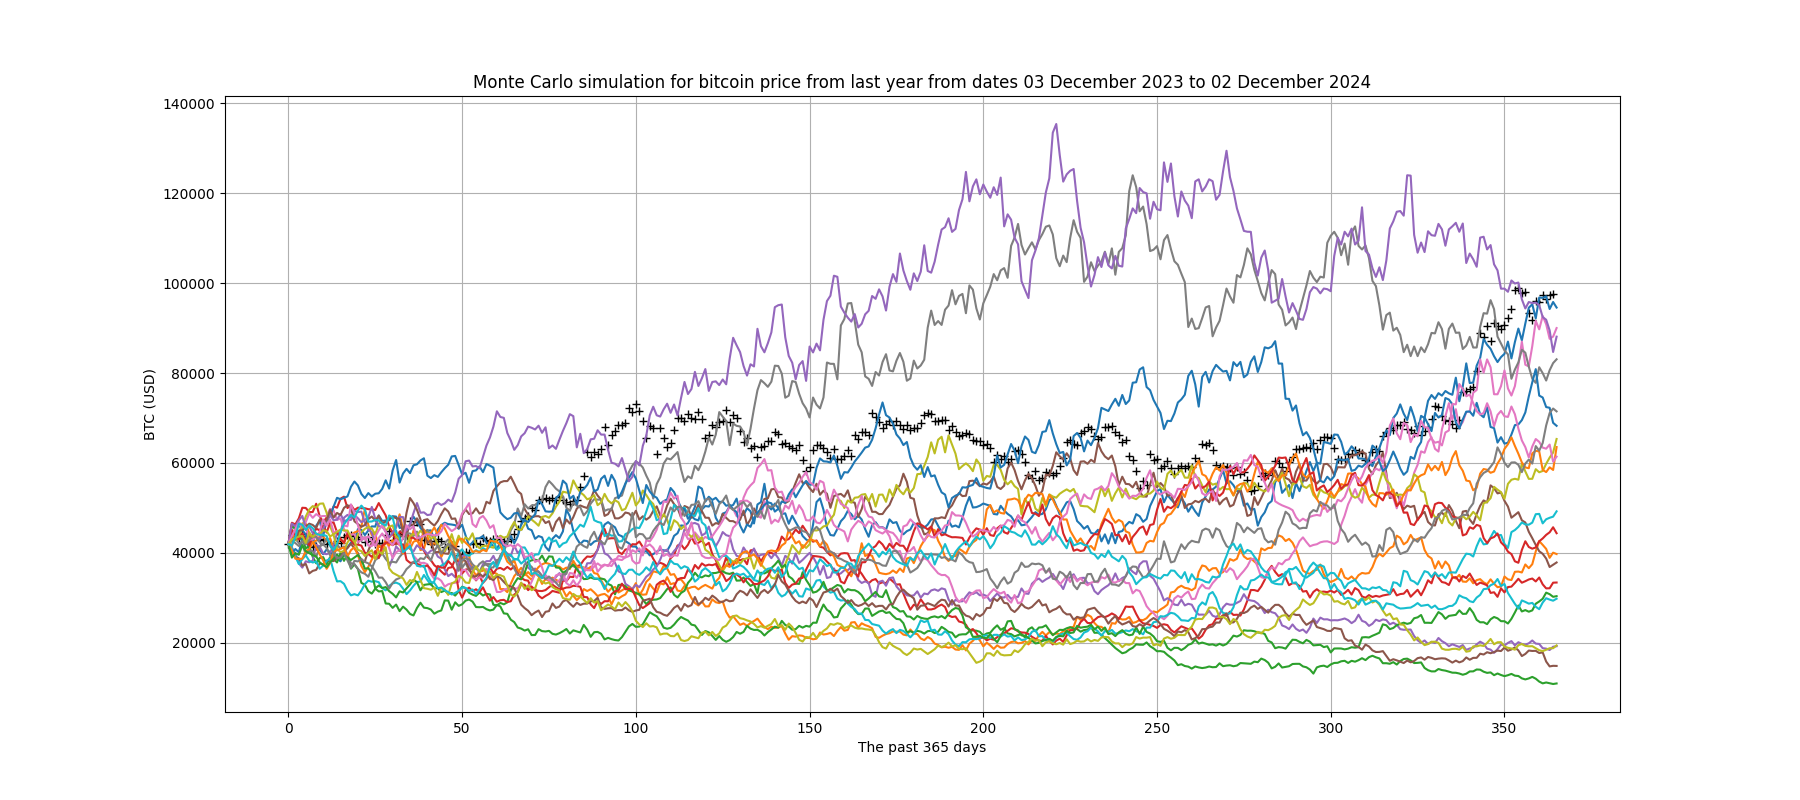 Monte Carlo simulation for bitcoin price from last year from dates 03 December 2023 to 02 December 2024
140000
120000
100000
80000
60000
40000
20000
BTC (USD)
0 50 100 150 200 250 300 350
The past 365 days